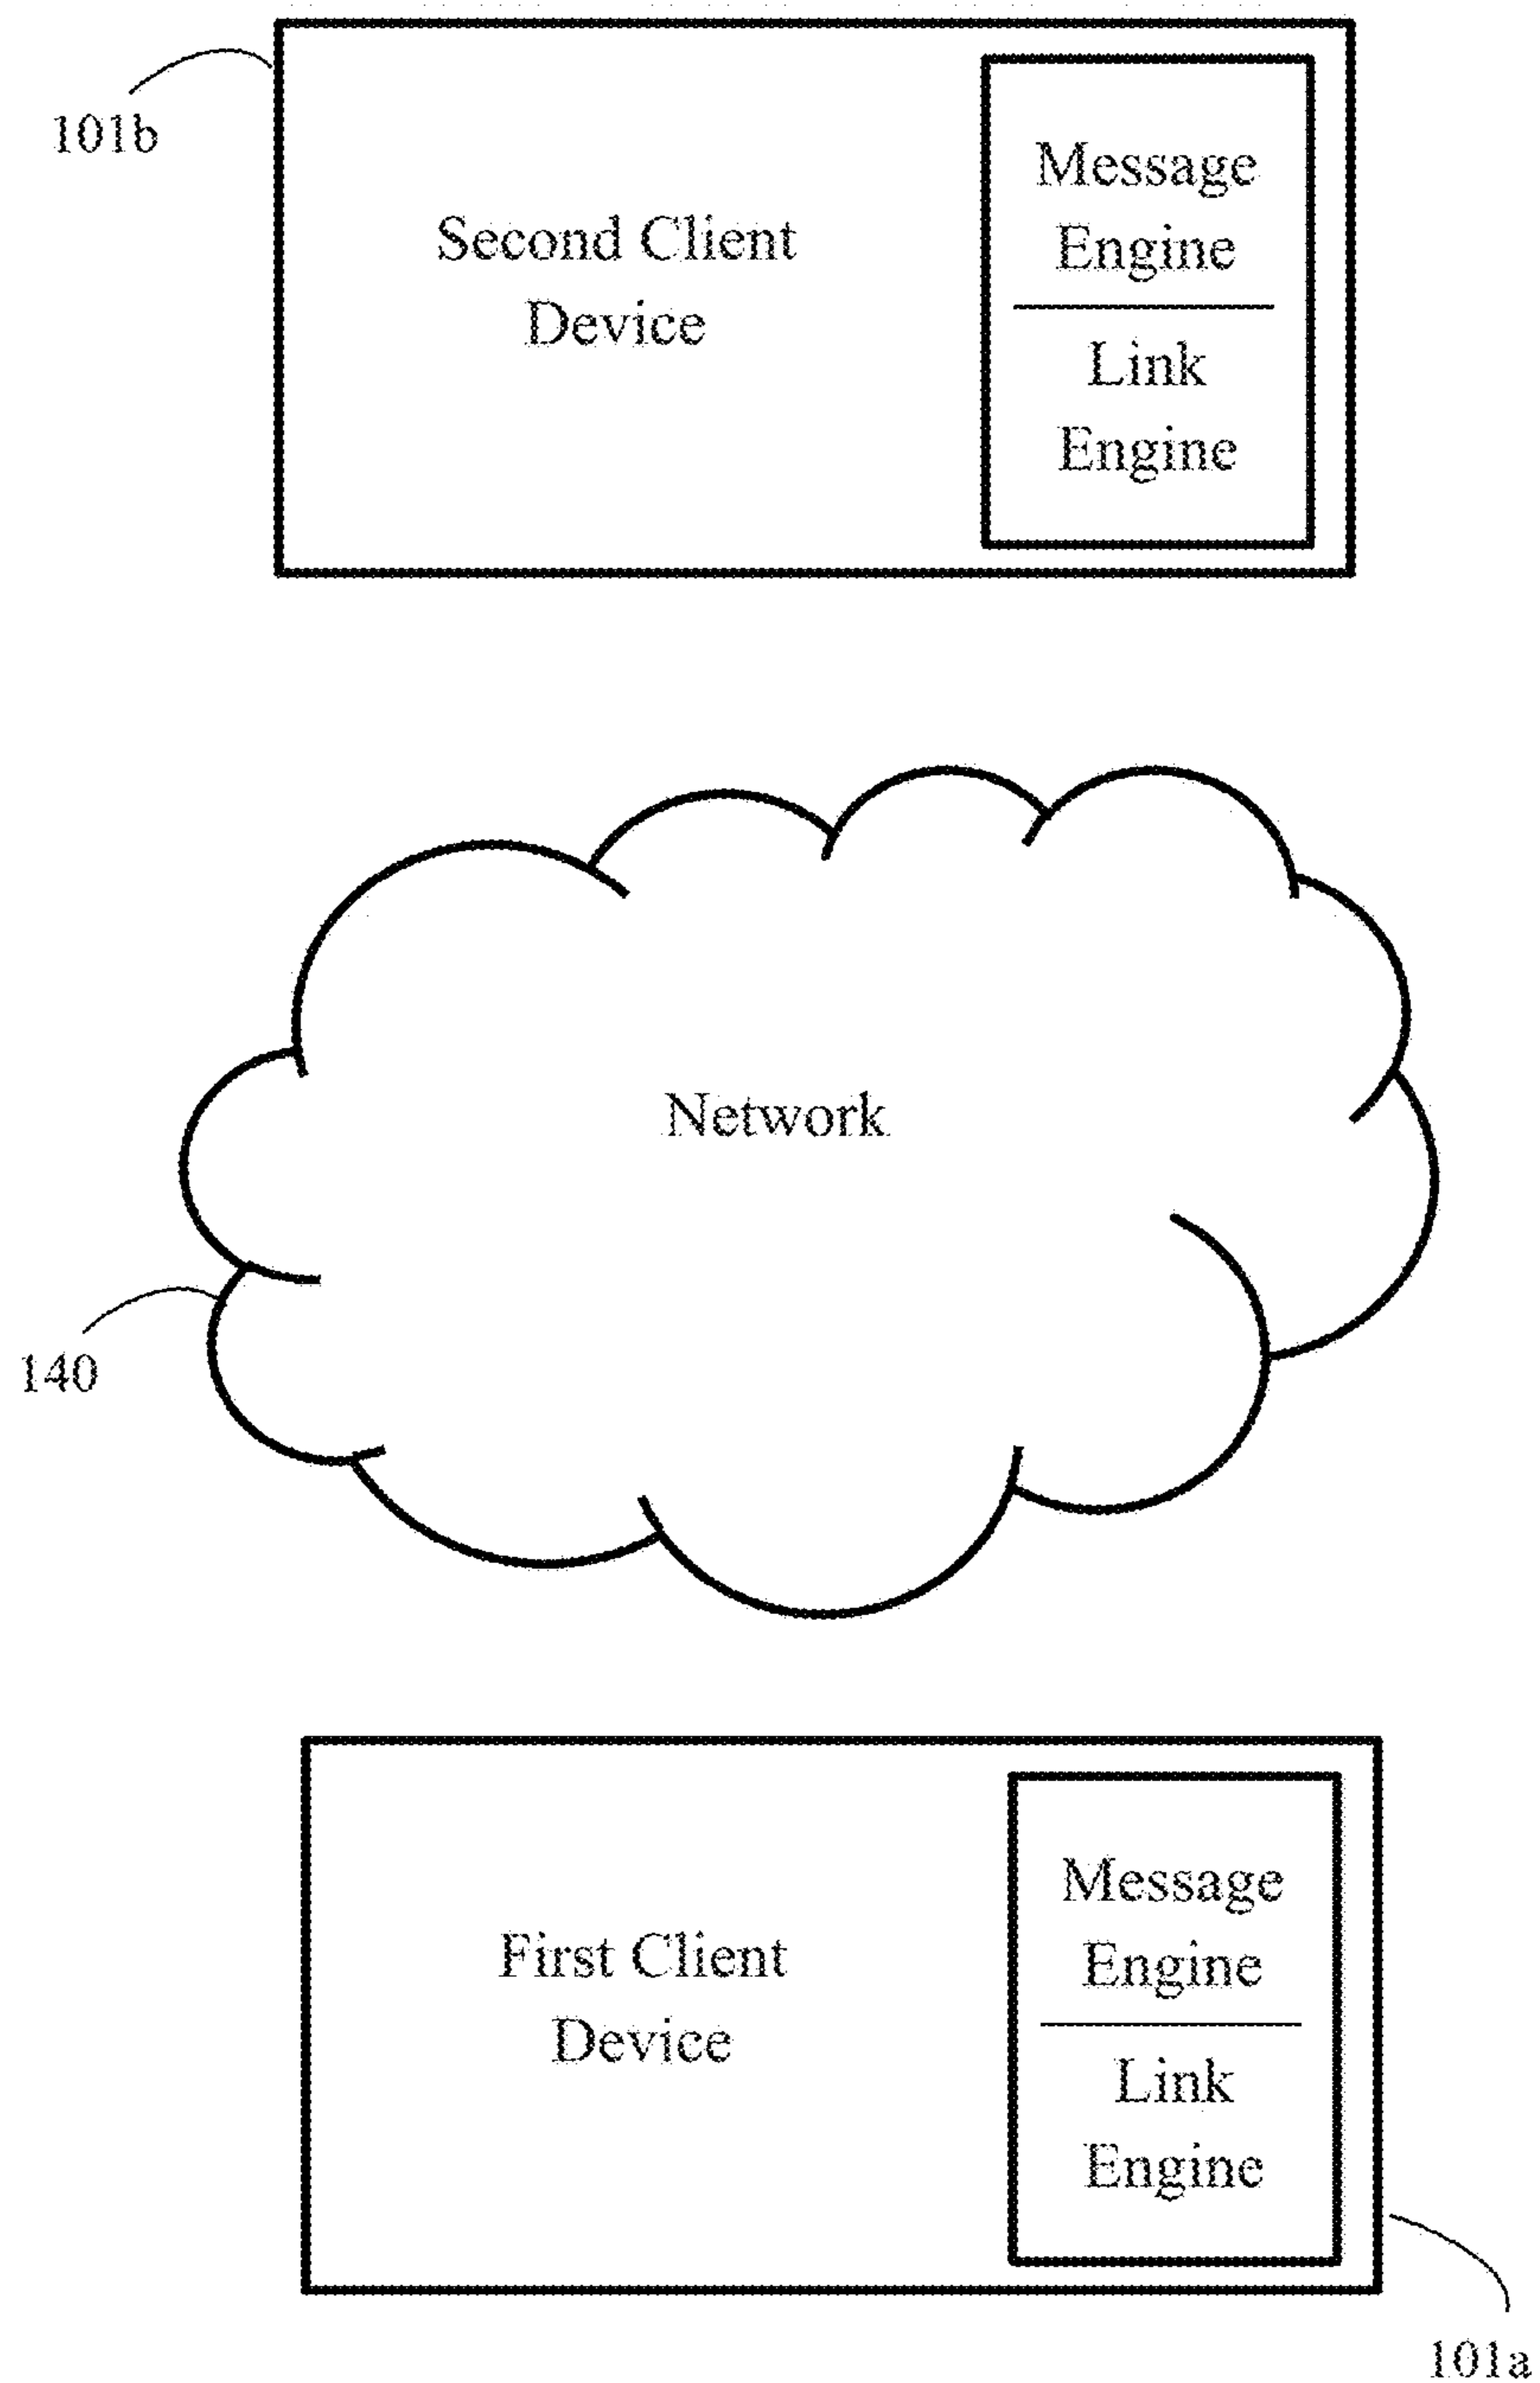 101b
Second Client
Device
Message
Engine
Link
Engine
Network
140
First Client
Device
Message
Engine
Link
Engine
101a